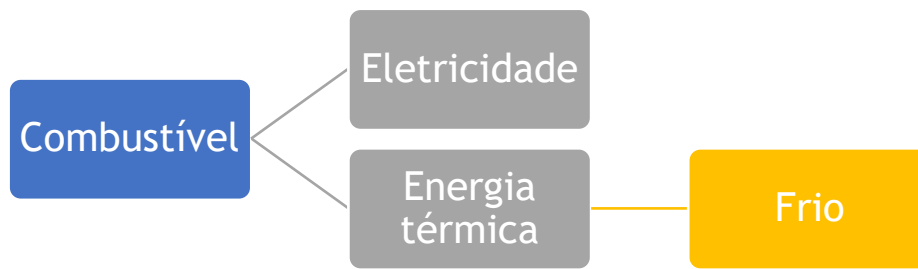 Eletricidade
Combustível
Energia
térmica
Frio